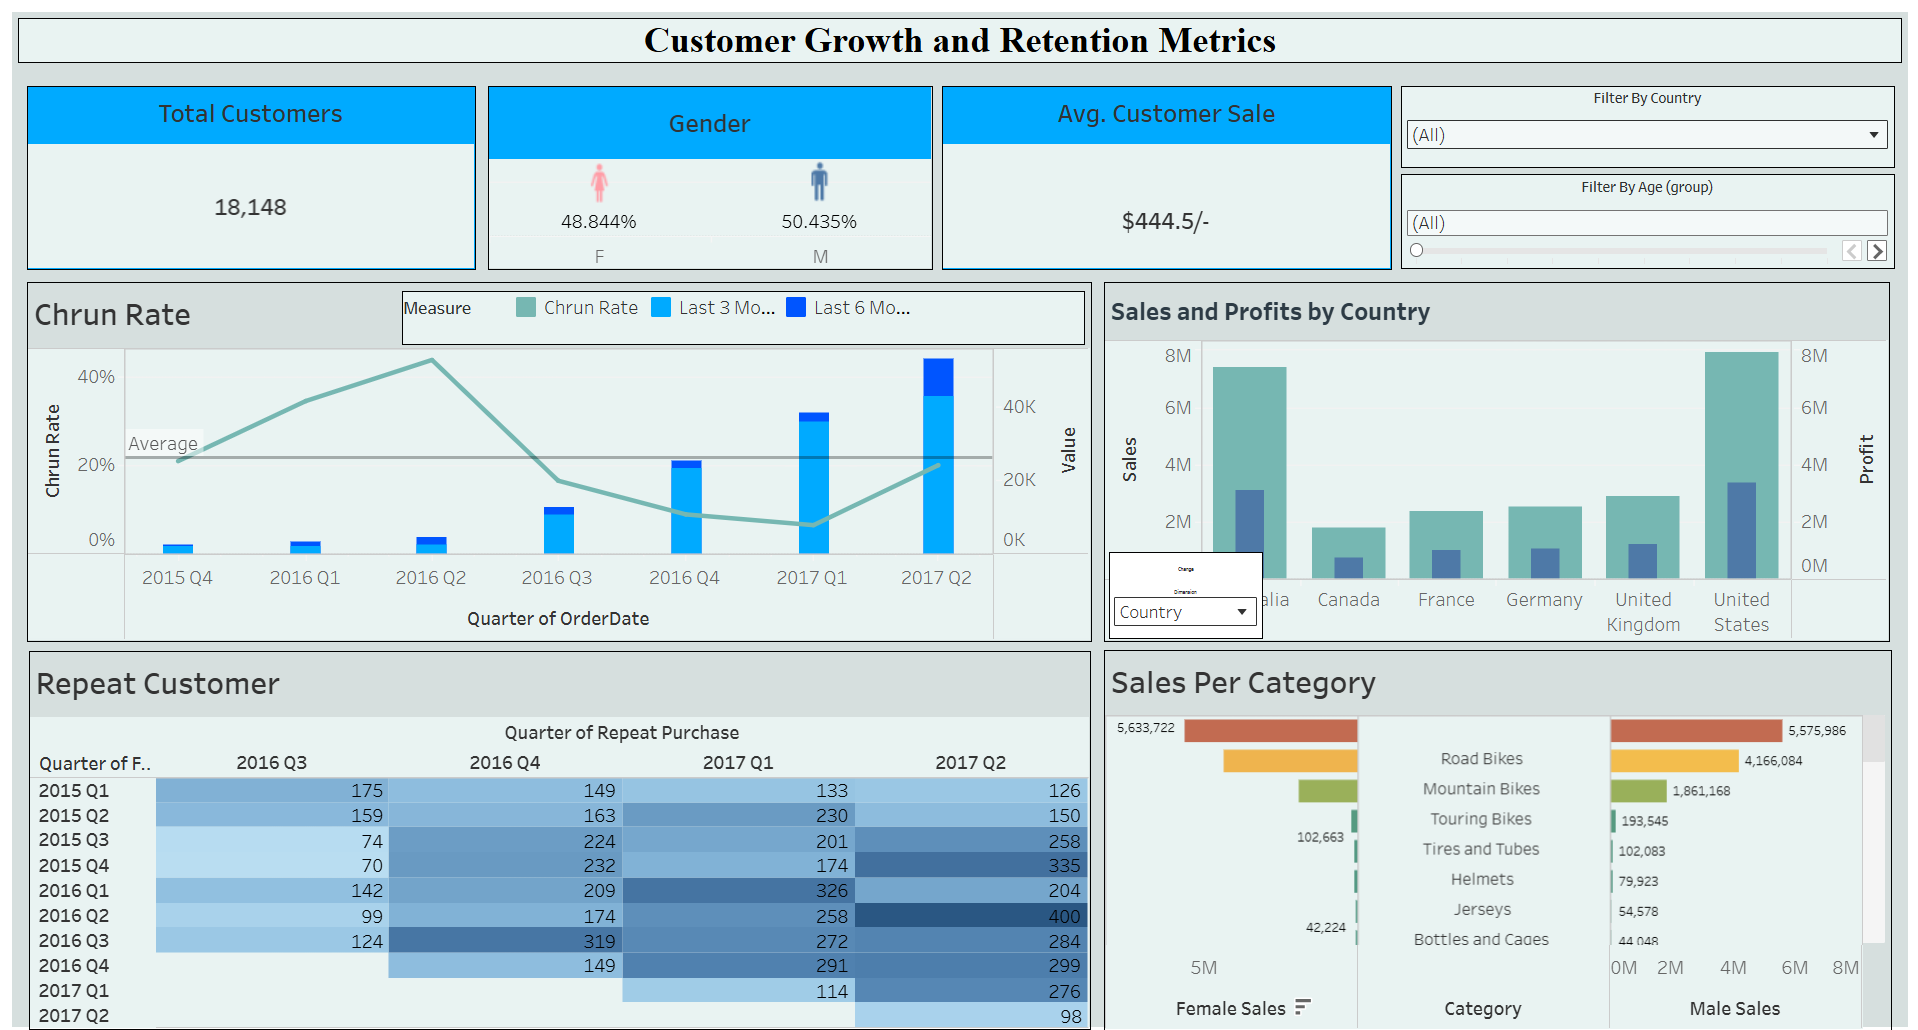 Customer Growth and Retention Metrics
Total Customers
18,148
Gender
48.844% 50.435%
F M
Avg. Customer Sale
$444.5/-
Filter By Country
(All)
Filter By Age (group)
(All)
Chrun Rate
Measure Chrun Rate Last 3 Mo... Last 6 Mo...
Chrun Rate
40%
20%
0%
Average
40K
20K
0K
Value
2015 Q4 2016 Q1 2016 Q2 2016 Q3 2016 Q4 2017 Q1 2017 Q2
Quarter of OrderDate
Sales and Profits by Country
Sales
8M
6M
4M
2M
8M
6M
4M
2M
0M
Profit
Change
Dimension
Country
alia Canada France Germany United Kingdom United States
Repeat Customer
Quarter of Repeat Purchase
Quarter of F.. 2016 Q3 2016 Q4 2017 Q1 2017 Q2
2015 Q1 175 149 133 126
2015 Q2 159 163 230 150
2015 Q3 74 224 201 258
2015 Q4 70 232 174 335
2016 Q1 142 209 326 204
2016 Q2 99 174 258 400
2016 Q3 124 319 272 284
2016 Q4 149 291 299
2017 Q1 114 276
2017 Q2 98
Sales Per Category
5,633,722 5,575,986
Road Bikes 4,166,084
Mountain Bikes 1,861,168
Touring Bikes 193,545
102,663
Tires and Tubes 102,083
Helmets 79,923
Jerseys 54,578
42,224
Bottles and Cages 44,048
5M 0M 2M 4M 6M 8M
Female Sales Category Male Sales